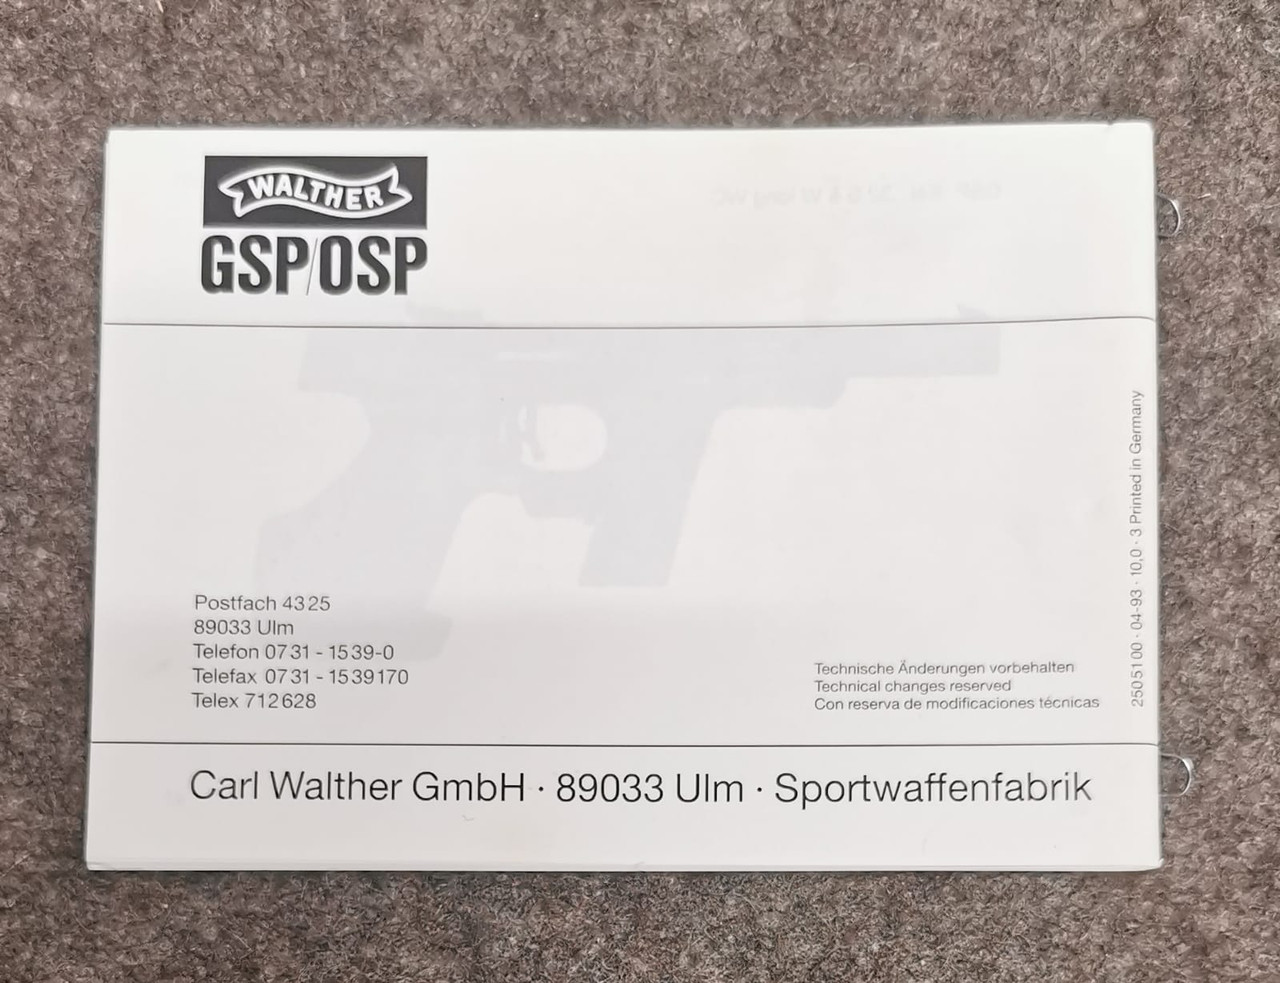 WALTHER
GSP/OSP
Postfach 4325
89033 Ulm
Telefon 0731 - 1539-0
Telefax 0731 - 1539170
Telex 712628
Technische Änderungen vorbehalten
Technical changes reserved
Con reserva de modificaciones técnicas
2505100 · 04-93 · 10,0 · 3 Printed in Germany
Carl Walther GmbH · 89033 Ulm · Sportwaffenfabrik